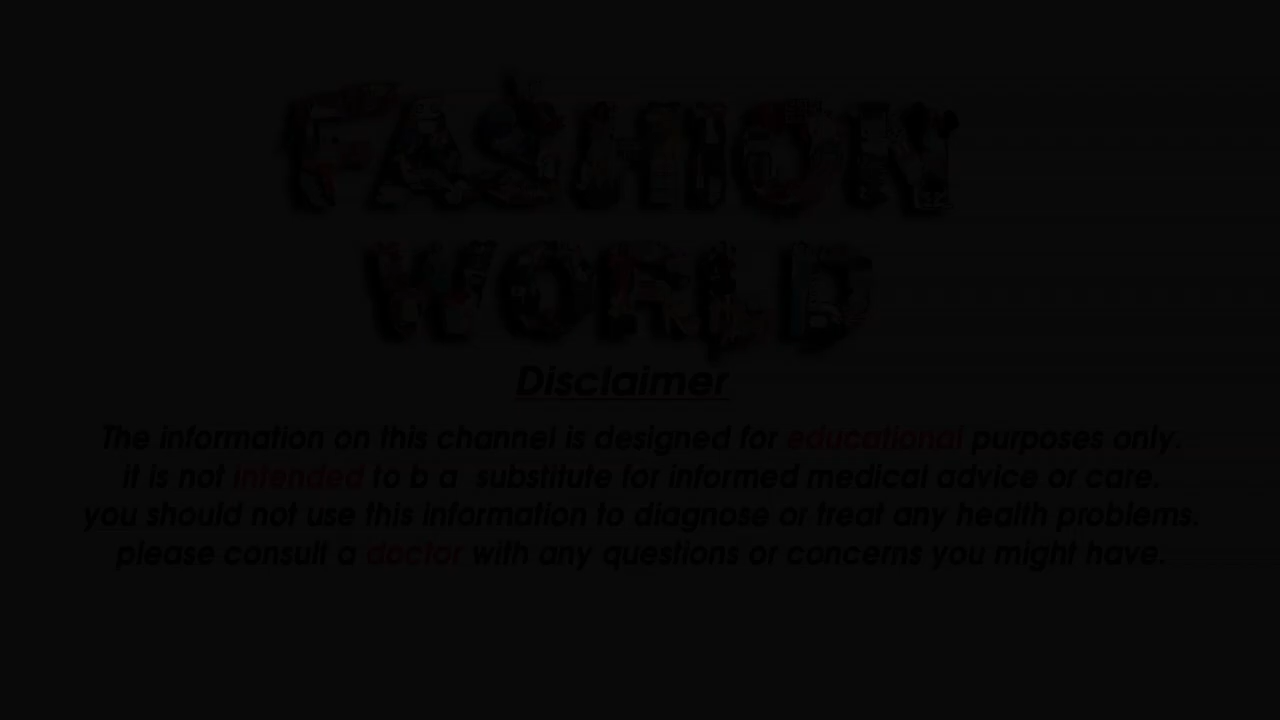 FASHION
WORLD
Disclaimer
The information on this channel is designed for educational purposes only.
it is not intended to b a substitute for informed medical advice or care.
you should not use this information to diagnose or treat any health problems.
please consult a doctor with any questions or concerns you might have.